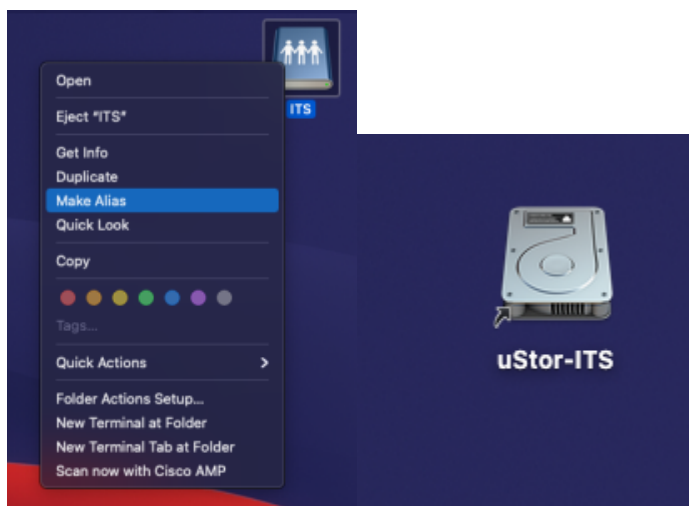 ITS
Open
Eject "ITS"
Get Info
Duplicate
Make Alias
Quick Look
Copy
Tags...
Quick Actions
Folder Actions Setup...
New Terminal at Folder
New Terminal Tab at Folder
Scan now with Cisco AMP
uStor-ITS